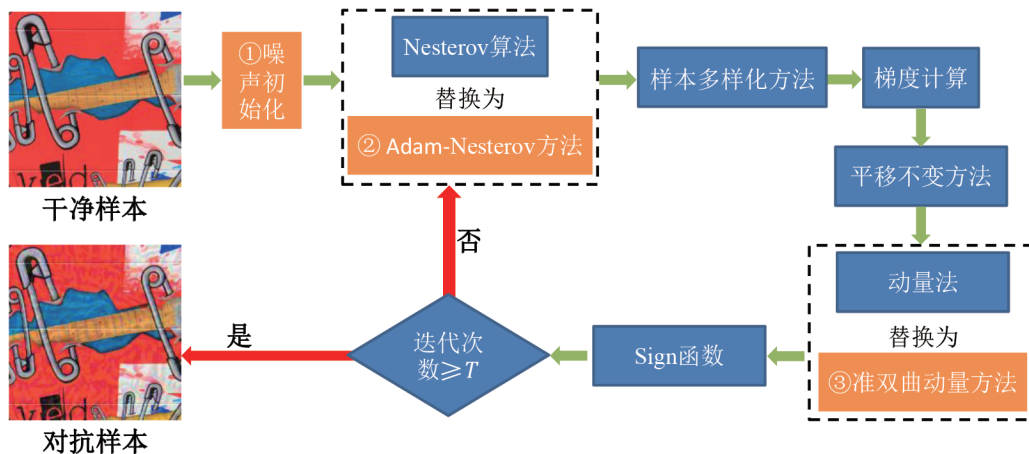 ①噪
声初
始化
Nesterov算法
替换为
② Adam-Nesterov方法
样本多样化方法
梯度计算
平移不变方法
干净样本
动量法
替换为
③准双曲动量方法
Sign函数
迭代次
数≥T
否
是
对抗样本
ked